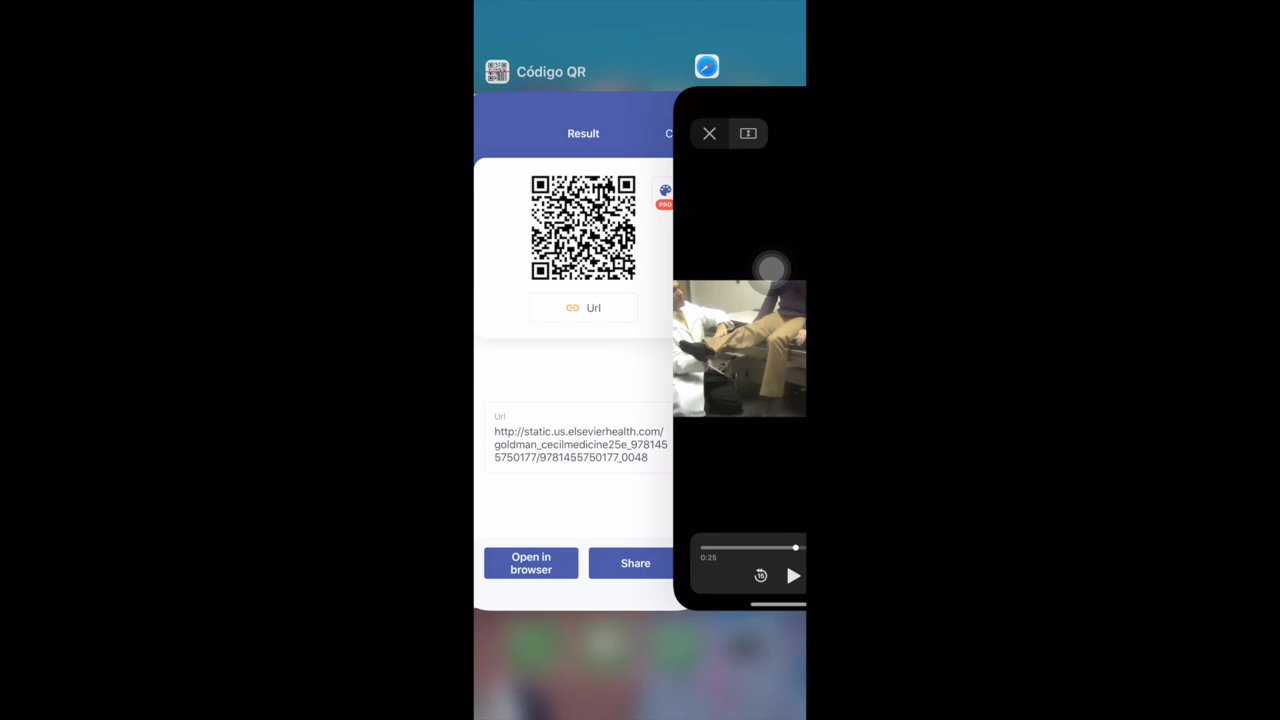 Código QR
Result
PRO
Url
Url
http://static.us.elsevierhealth.com/
goldman_cecilmedicine25e_978145
5750177/9781455750177_0048
Open in
browser
Share
0:25
15